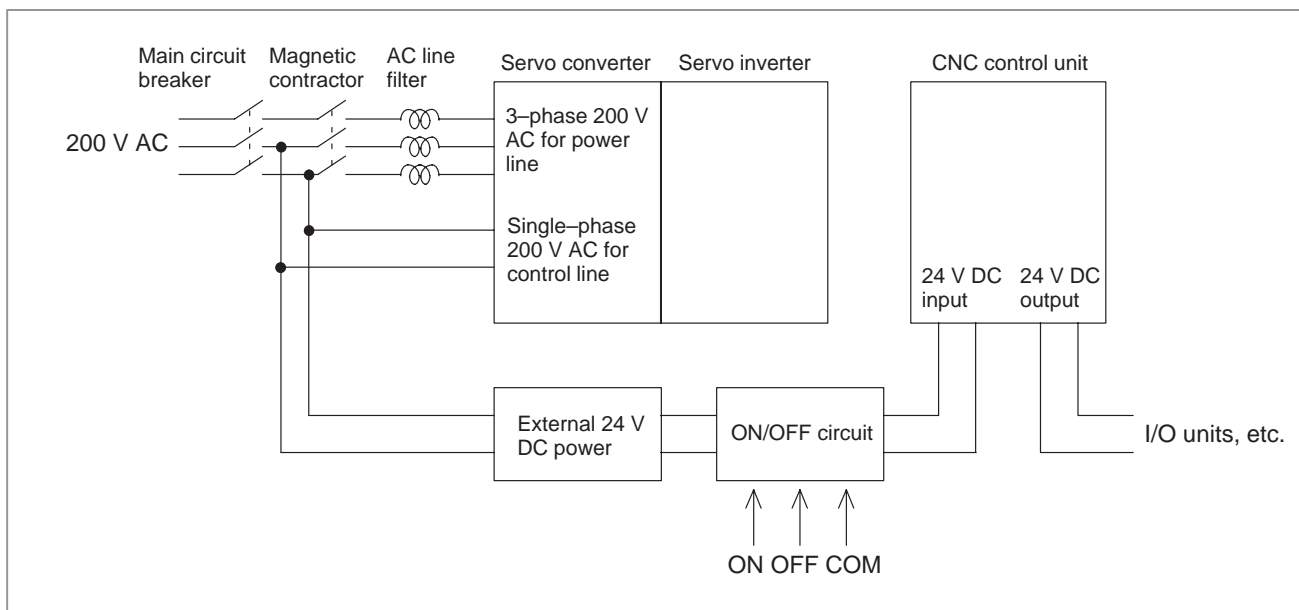 Main circuit
breaker
Magnetic
contractor
AC line
filter
Servo converter
Servo inverter
CNC control unit
200 V AC
3–phase 200 V
AC for power
line
Single–phase
200 V AC for
control line
24 V DC
input
24 V DC
output
External 24 V
DC power
ON/OFF circuit
I/O units, etc.
ON OFF COM